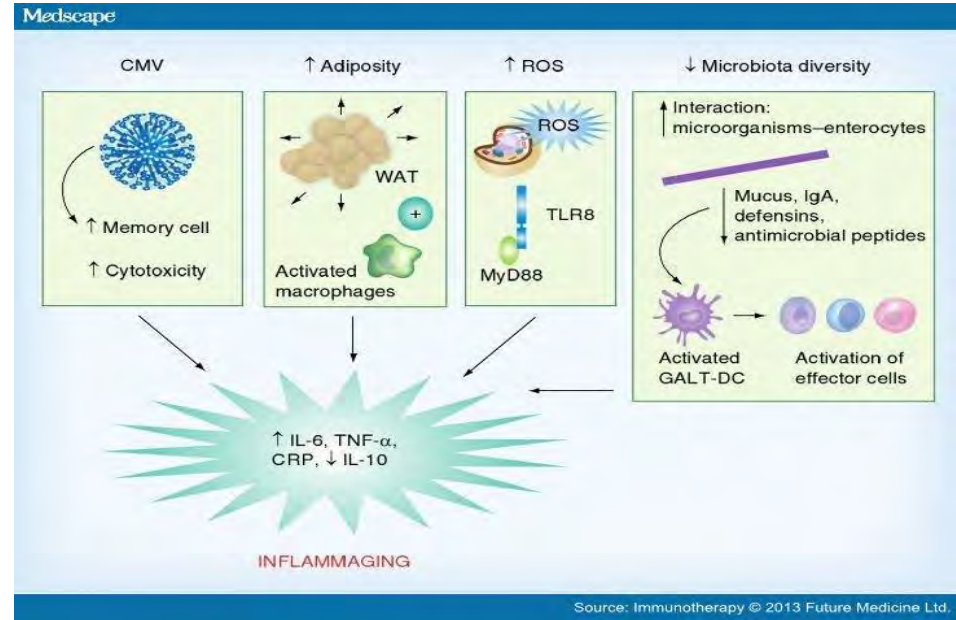 Medscape
CMV
↑ Adiposity
↑ ROS
↓ Microbiota diversity
↑ Memory cell
↑ Cytotoxicity
WAT
+
Activated
macrophages
ROS
TLR8
MyD88
↑ Interaction:
microorganisms–enterocytes
↓ Mucus, IgA,
defensins,
antimicrobial peptides
Activated
GALT-DC
Activation of
effector cells
↑ IL-6, TNF-α,
CRP, ↓ IL-10
INFLAMMAGING
Source: Immunotherapy © 2013 Future Medicine Ltd.